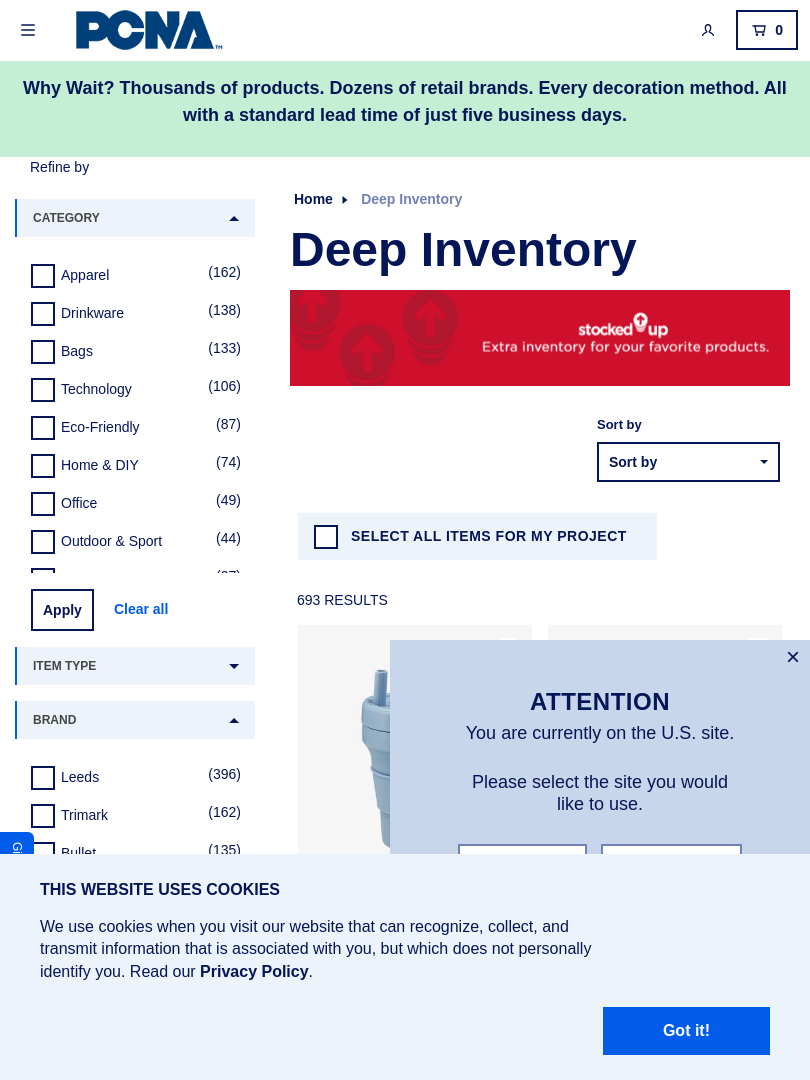 PCNA™
0
Why Wait? Thousands of products. Dozens of retail brands. Every decoration method. All
with a standard lead time of just five business days.
Refine by
CATEGORY
Apparel (162)
Drinkware (138)
Bags (133)
Technology (106)
Eco-Friendly (87)
Home & DIY (74)
Office (49)
Outdoor & Sport (44)
Apply Clear all
ITEM TYPE
BRAND
Leeds (396)
Trimark (162)
Bullet (135)
Home Deep Inventory
Deep Inventory
stocked up
Extra inventory for your favorite products.
Sort by
Sort by
SELECT ALL ITEMS FOR MY PROJECT
693 RESULTS
ATTENTION
You are currently on the U.S. site.
Please select the site you would
like to use.
THIS WEBSITE USES COOKIES
We use cookies when you visit our website that can recognize, collect, and
transmit information that is associated with you, but which does not personally
identify you. Read our Privacy Policy.
Got it!